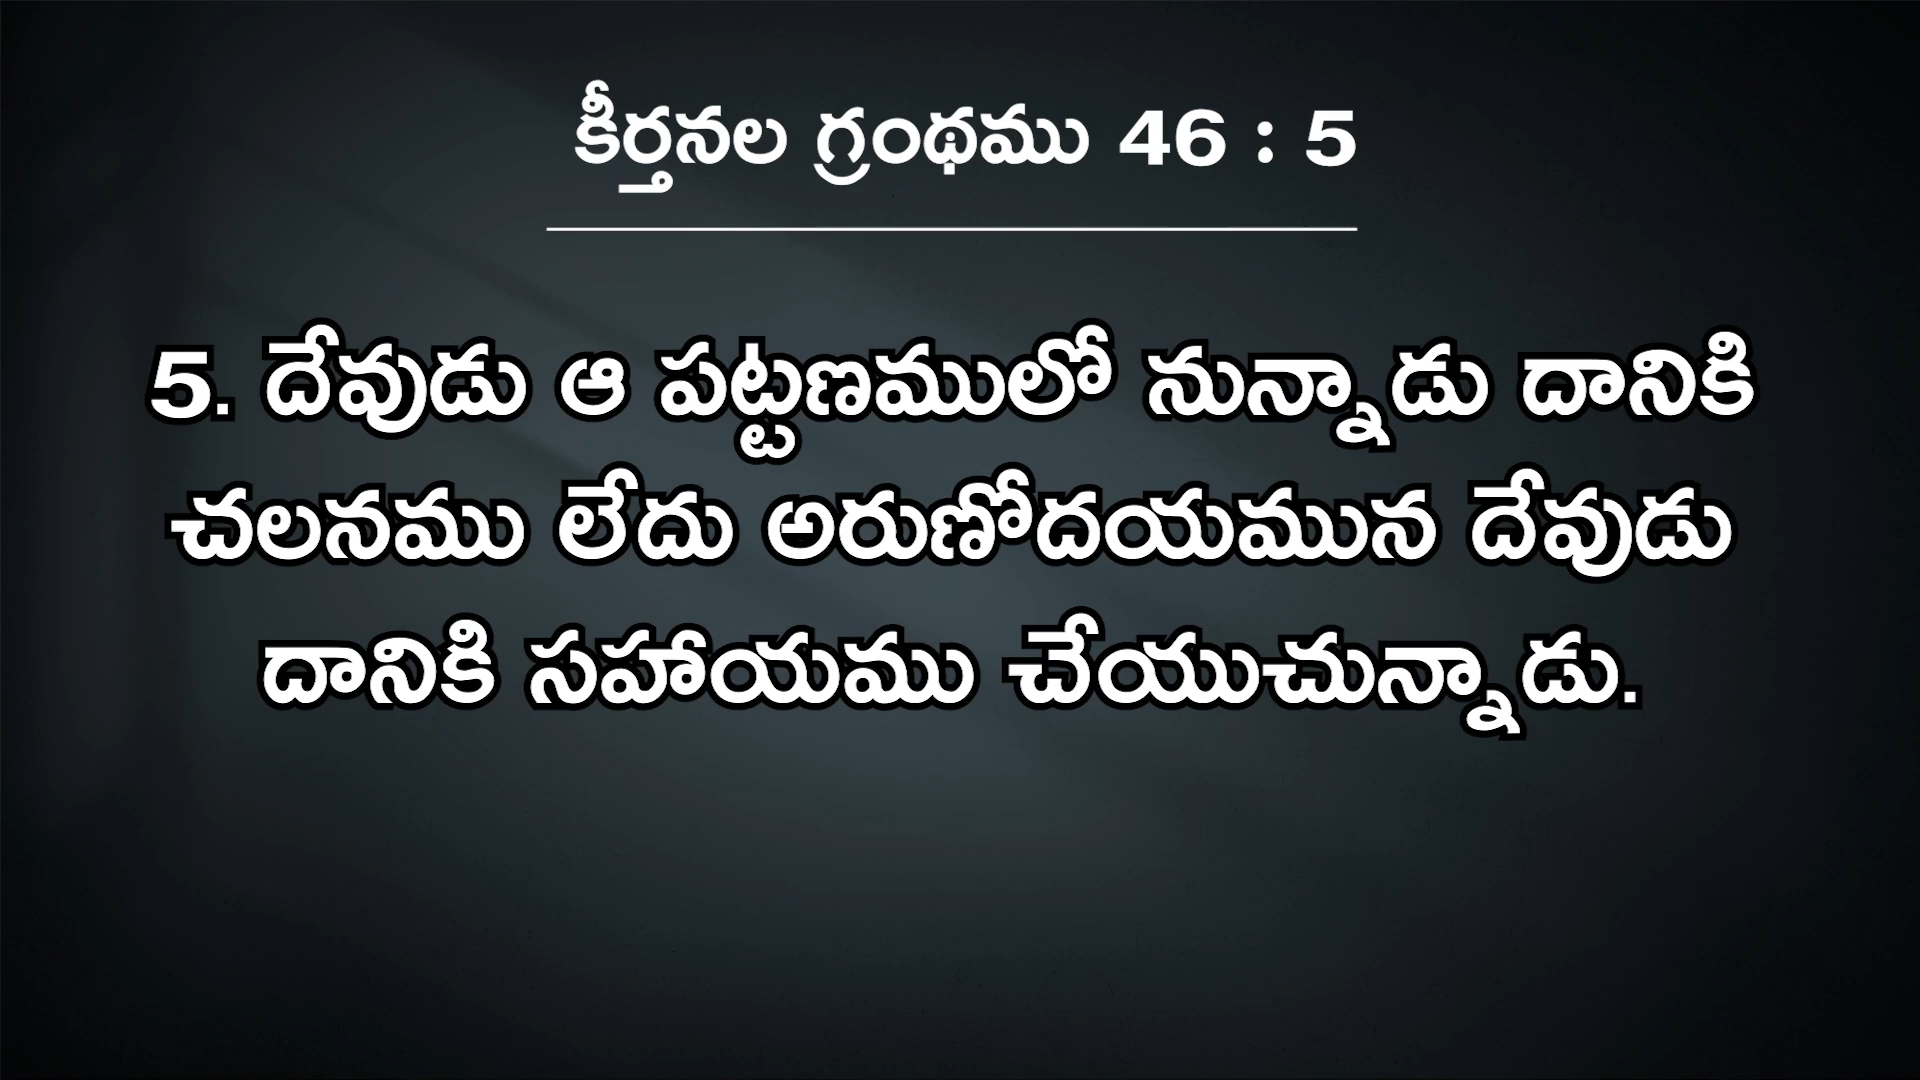 కీర్తనల గ్రంథము 46 : 5
5. దేవుడు ఆ పట్టణములో నున్నాడు దానికి
చలనము లేదు అరుణోదయమున దేవుడు
దానికి సహాయము చేయుచున్నాడు.